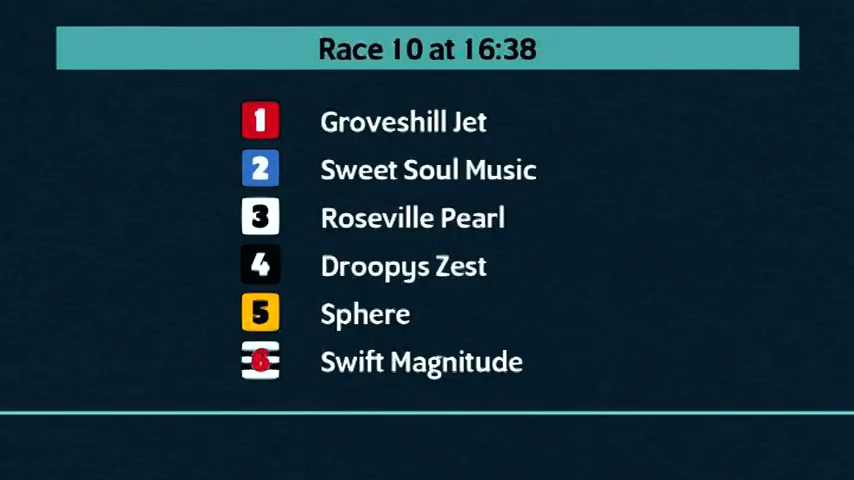 Race 10 at 16:38
1 Groveshill Jet
2 Sweet Soul Music
3 Roseville Pearl
4 Droopys Zest
5 Sphere
6 Swift Magnitude